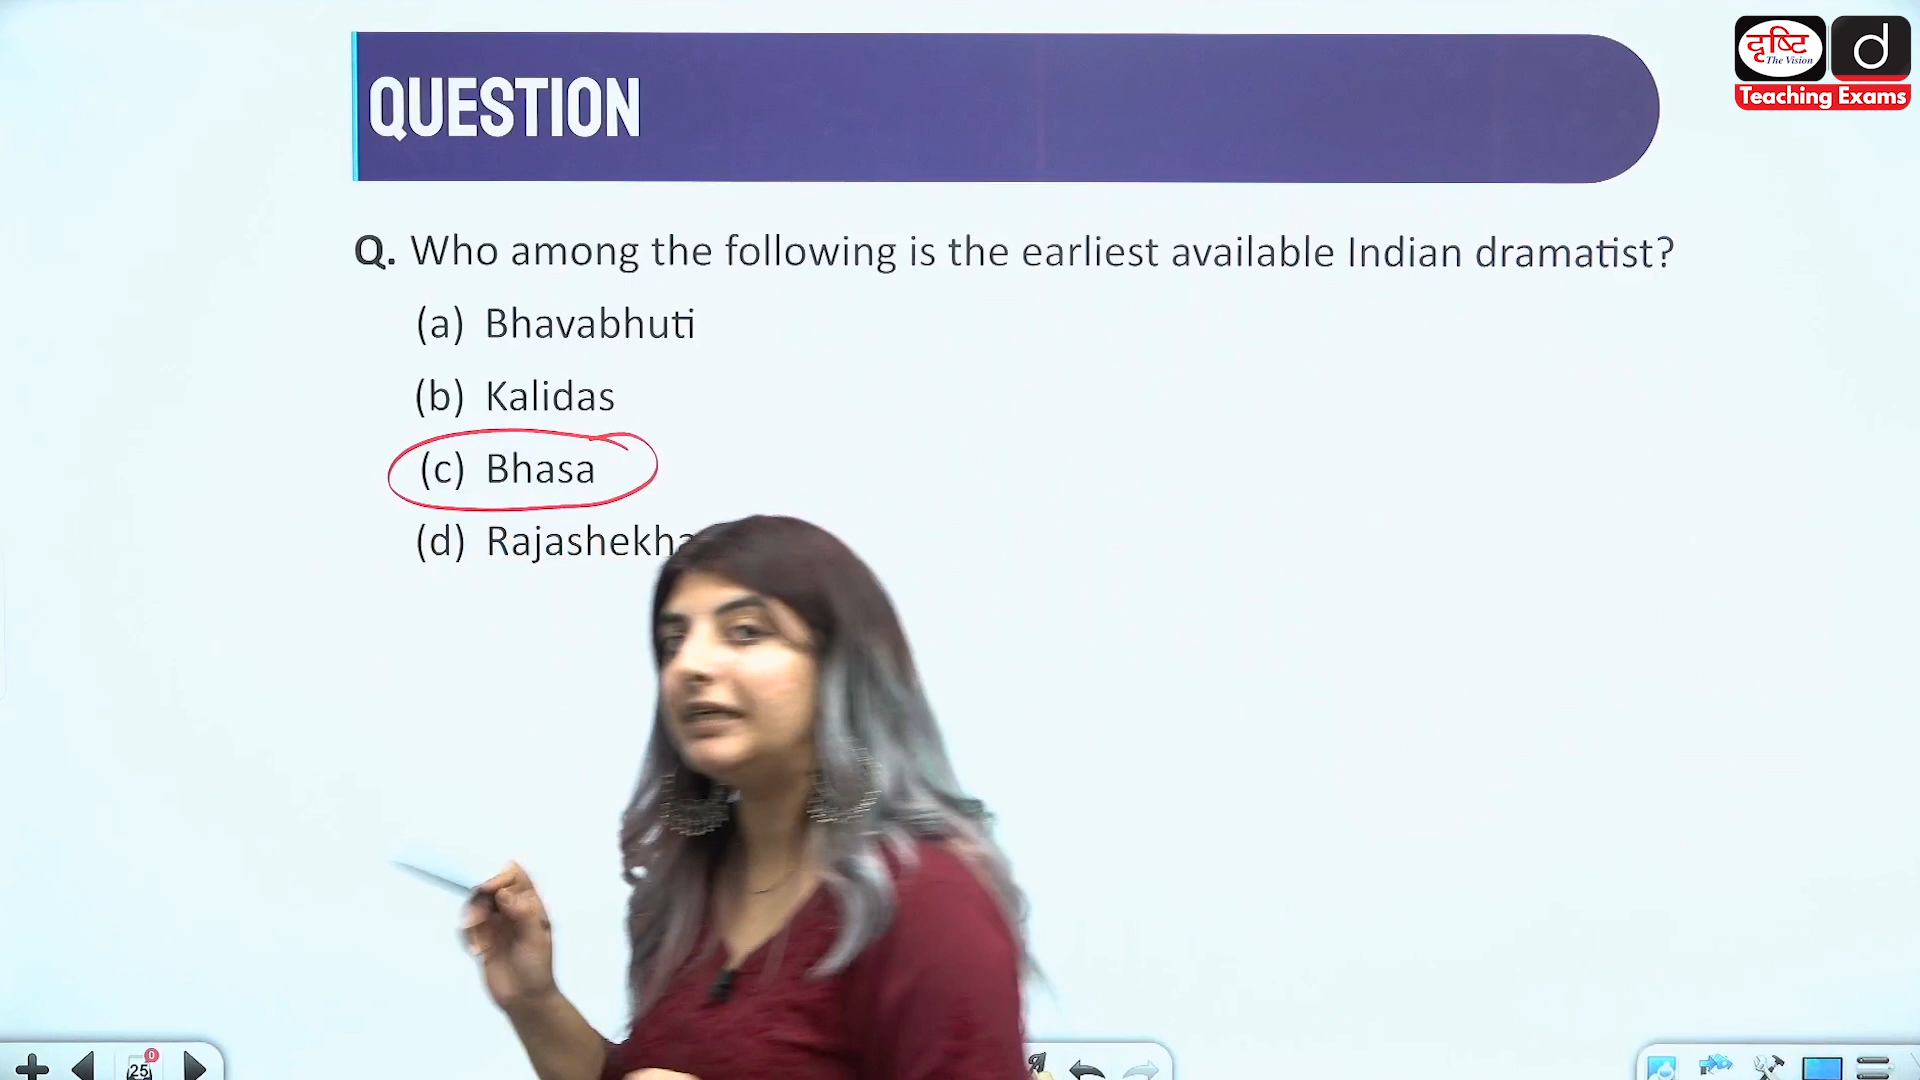 दृष्टि
The Vision
d
Teaching Exams
QUESTION
Q. Who among the following is the earliest available Indian dramatist?
(a) Bhavabhuti
(b) Kalidas
(c) Bhasa
(d)
0
25